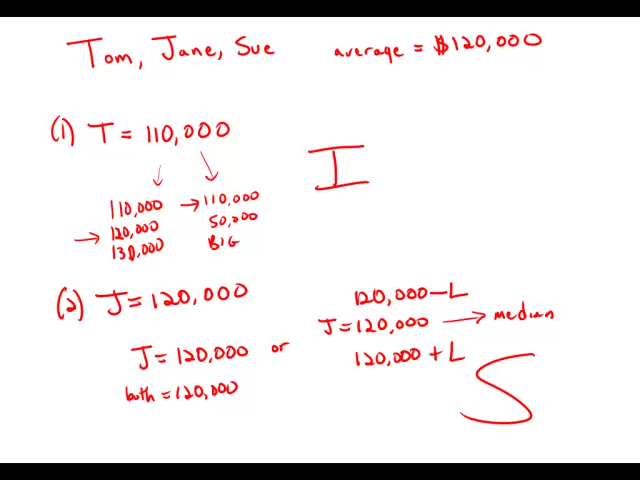 Tom, Jane, Sue
average = $120,000
(1) T = 110,000
I
110,000
→ 120,000
130,000
→ 110,000
50,000
BIG
(2) J = 120,000
J = 120,000 or
both = 120,000
120,000 - L
J = 120,000 → median
120,000 + L
S